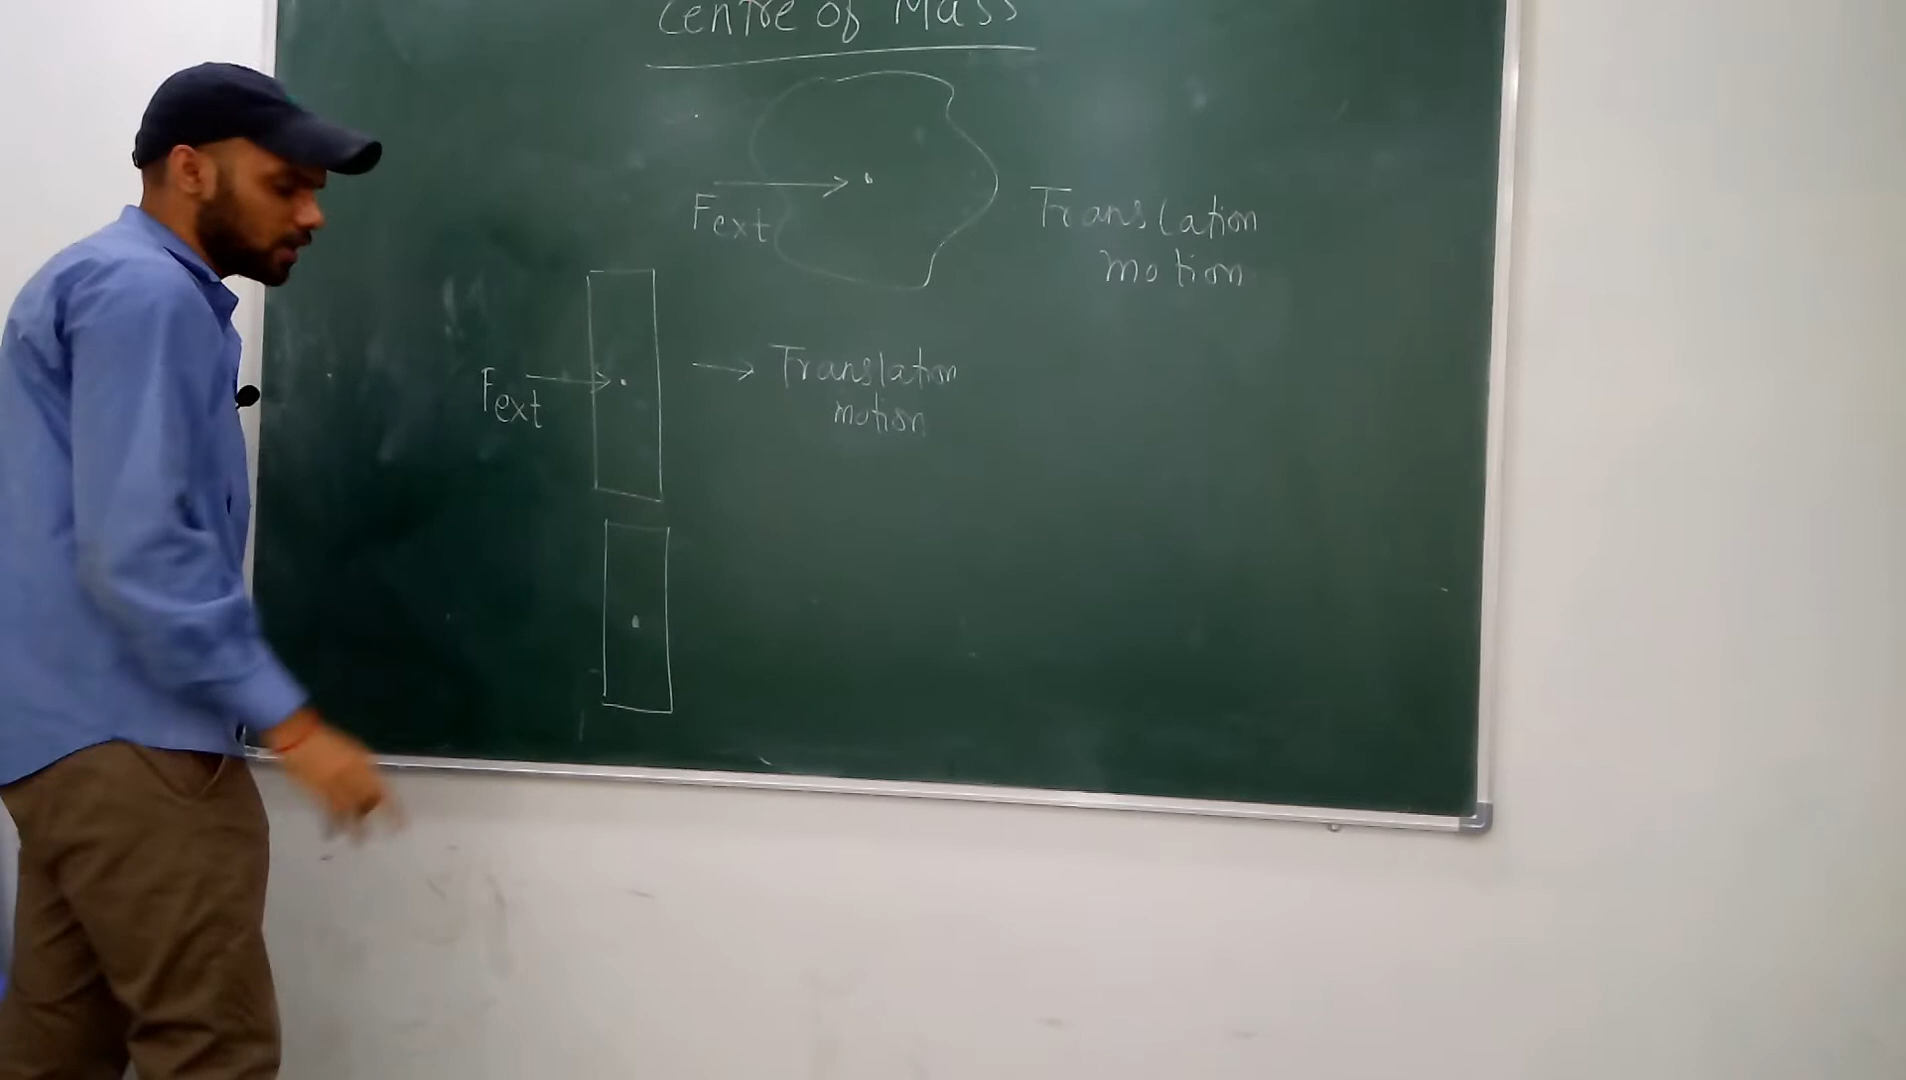 Centre of Mass
Fext
Translation
motion
Fext
Translation
motion